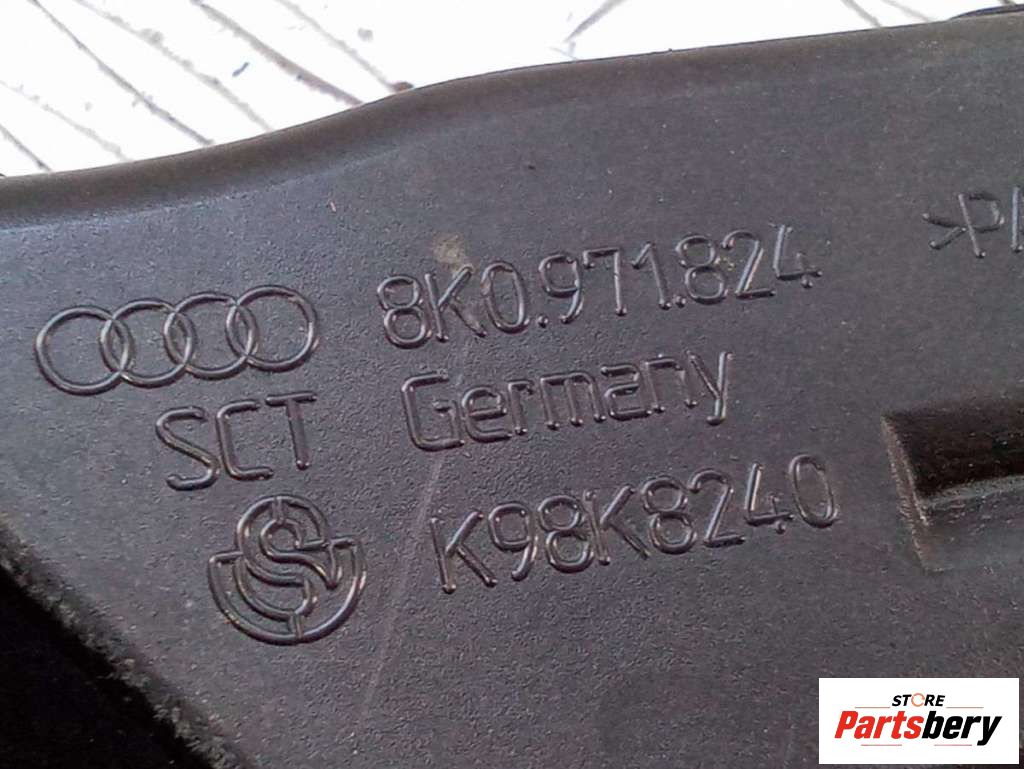 8K0.971.824
SCT Germany
K98K8240
STORE
Partsbery